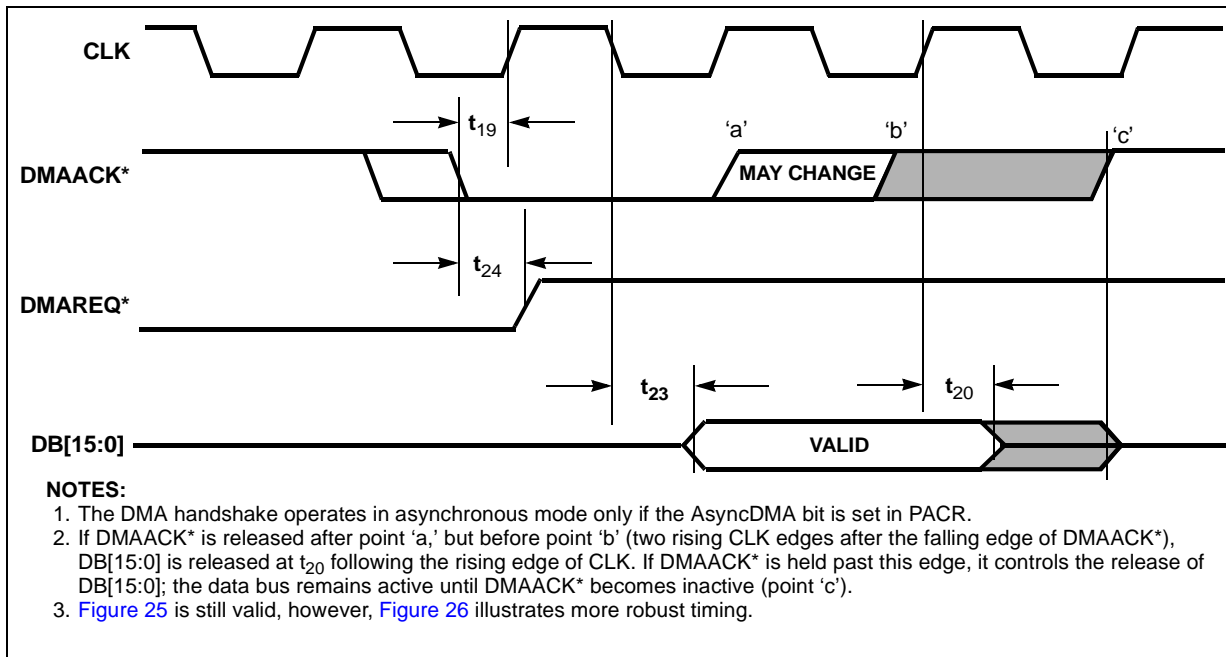 CLK
t19
'a'
'b'
'c'
DMAACK*
MAY CHANGE
t24
DMAREQ*
t23
t20
DB[15:0]
VALID
NOTES:
1. The DMA handshake operates in asynchronous mode only if the AsyncDMA bit is set in PACR.
2. If DMAACK* is released after point 'a,' but before point 'b' (two rising CLK edges after the falling edge of DMAACK*),
DB[15:0] is released at t20 following the rising edge of CLK. If DMAACK* is held past this edge, it controls the release of
DB[15:0]; the data bus remains active until DMAACK* becomes inactive (point 'c').
3. Figure 25 is still valid, however, Figure 26 illustrates more robust timing.